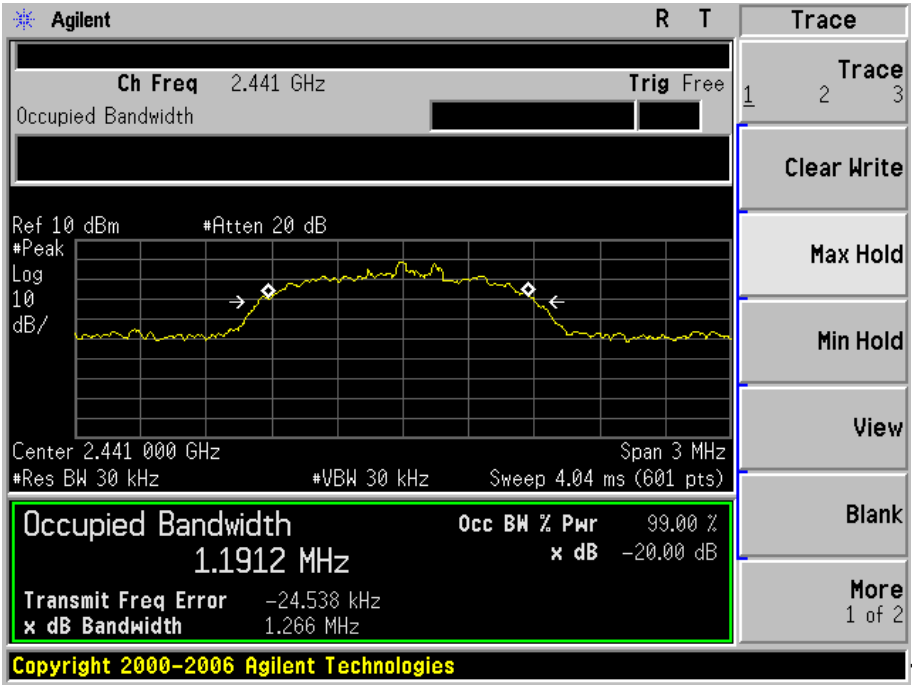 Agilent R T Trace
Ch Freq 2.441 GHz Trig Free
Occupied Bandwidth
Trace
1 2 3
Clear Write
Max Hold
Min Hold
View
Blank
More
1 of 2
Ref 10 dBm #Atten 20 dB
#Peak
Log
10
dB/
Center 2.441 000 GHz Span 3 MHz
#Res BW 30 kHz #VBW 30 kHz Sweep 4.04 ms (601 pts)
Occupied Bandwidth Occ BW % Pwr 99.00 %
1.1912 MHz x dB -20.00 dB
Transmit Freq Error -24.538 kHz
x dB Bandwidth 1.266 MHz
Copyright 2000-2006 Agilent Technologies